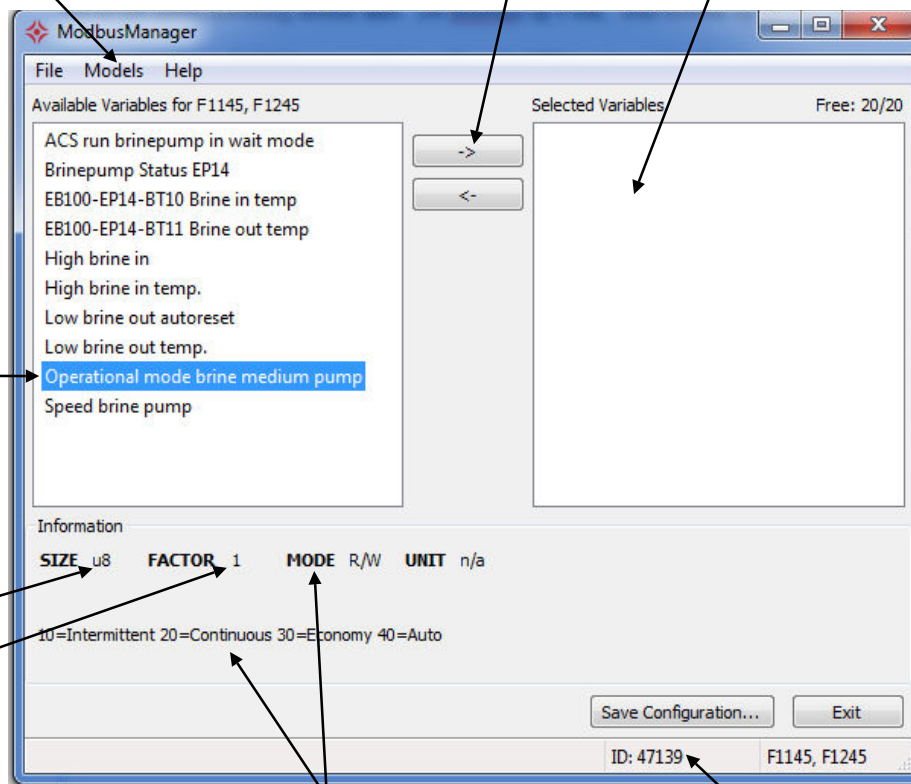 ModbusManager
File Models Help
Available Variables for F1145, F1245
Selected Variables
Free: 20/20
ACS run brinepump in wait mode
Brinepump Status EP14
EB100-EP14-BT10 Brine in temp
EB100-EP14-BT11 Brine out temp
High brine in
High brine in temp.
Low brine out autoreset
Low brine out temp.
Operational mode brine medium pump
Speed brine pump
->
<-
Information
SIZE u8 FACTOR 1 MODE R/W UNIT n/a
10=Intermittent 20=Continuous 30=Economy 40=Auto
Save Configuration... Exit
ID: 47139 F1145, F1245